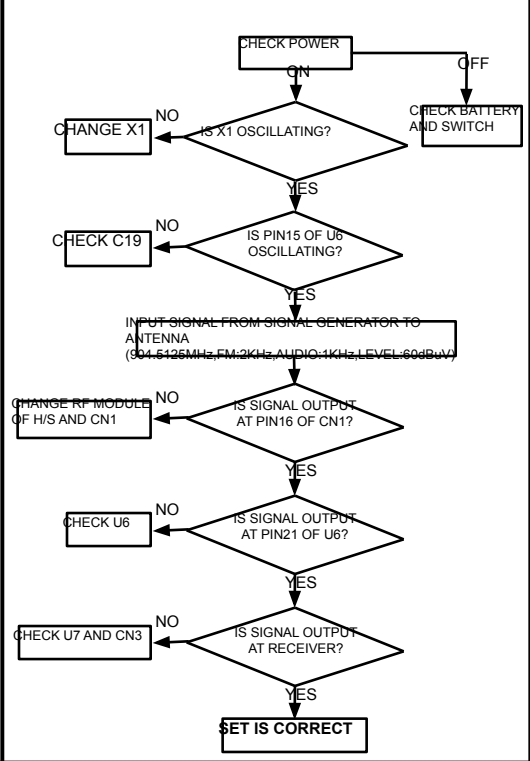 CHECK POWER
ON
OFF
CHECK BATTERY
AND SWITCH
IS X1 OSCILLATING?
NO
CHANGE X1
YES
IS PIN15 OF U6
OSCILLATING?
NO
CHECK C19
YES
INPUT SIGNAL FROM SIGNAL GENERATOR TO
ANTENNA
(904.5125MHz,FM:2KHz,AUDIO:1KHz,LEVEL:60dBuV)
IS SIGNAL OUTPUT
AT PIN16 OF CN1?
NO
CHANGE RF MODULE
OF H/S AND CN1
YES
IS SIGNAL OUTPUT
AT PIN21 OF U6?
NO
CHECK U6
YES
IS SIGNAL OUTPUT
AT RECEIVER?
NO
CHECK U7 AND CN3
YES
SET IS CORRECT